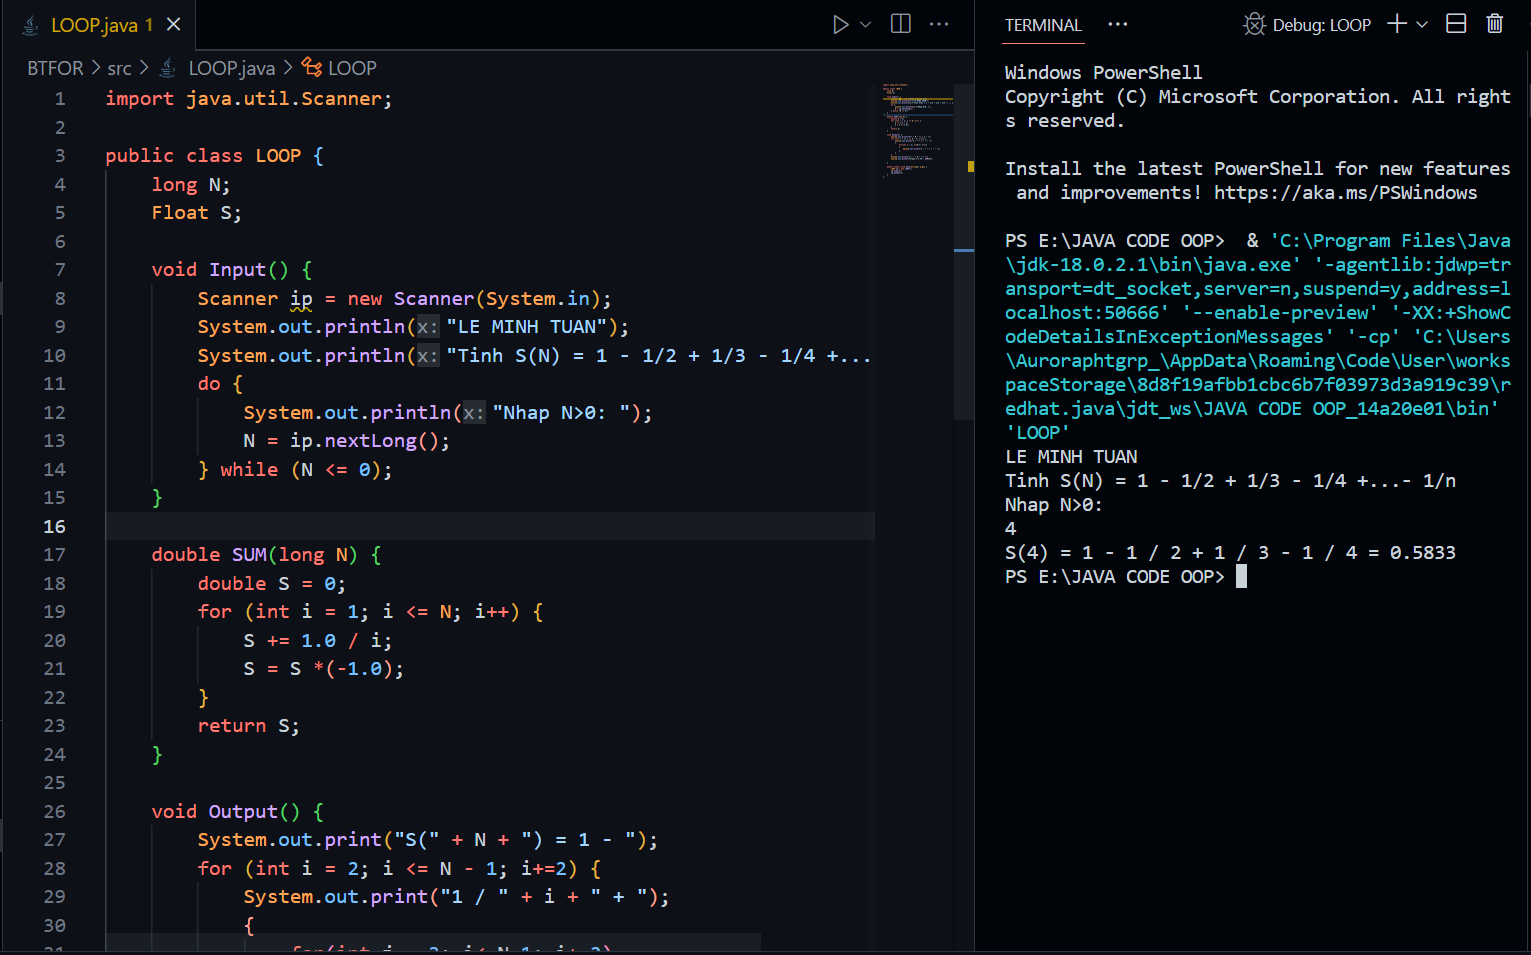 LOOP.java 1
BTFOR > src > LOOP.java > LOOP
1 import java.util.Scanner;
2
3 public class LOOP {
4 long N;
5 Float S;
6
7 void Input() {
8 Scanner ip = new Scanner(System.in);
9 System.out.println(x: "LE MINH TUAN");
10 System.out.println(x: "Tinh S(N) = 1 - 1/2 + 1/3 - 1/4 +...
11 do {
12 System.out.println(x: "Nhap N>0: ");
13 N = ip.nextLong();
14 } while (N <= 0);
15 }
16
17 double SUM(long N) {
18 double S = 0;
19 for (int i = 1; i <= N; i++) {
20 S += 1.0 / i;
21 S = S *(-1.0);
22 }
23 return S;
24 }
25
26 void Output() {
27 System.out.print("S(" + N + ") = 1 - ");
28 for (int i = 2; i <= N - 1; i+=2) {
29 System.out.print("1 / " + i + " + ");
30 {
TERMINAL ···
Debug: LOOP
Windows PowerShell
Copyright (C) Microsoft Corporation. All right
s reserved.
Install the latest PowerShell for new features
and improvements! https://aka.ms/PSWindows
PS E:\JAVA CODE OOP> & 'C:\Program Files\Java
\jdk-18.0.2.1\bin\java.exe' '-agentlib:jdwp=tr
ansport=dt_socket,server=n,suspend=y,address=l
ocalhost:50666' '--enable-preview' '-XX:+ShowC
odeDetailsInExceptionMessages' '-cp' 'C:\Users
\Auroraphtgrp_\AppData\Roaming\Code\User\works
paceStorage\8d8f19afbb1cbc6b7f03973d3a919c39\r
edhat.java\jdt_ws\JAVA CODE OOP_14a20e01\bin'
'LOOP'
LE MINH TUAN
Tinh S(N) = 1 - 1/2 + 1/3 - 1/4 +...- 1/n
Nhap N>0:
4
S(4) = 1 - 1 / 2 + 1 / 3 - 1 / 4 = 0.5833
PS E:\JAVA CODE OOP>